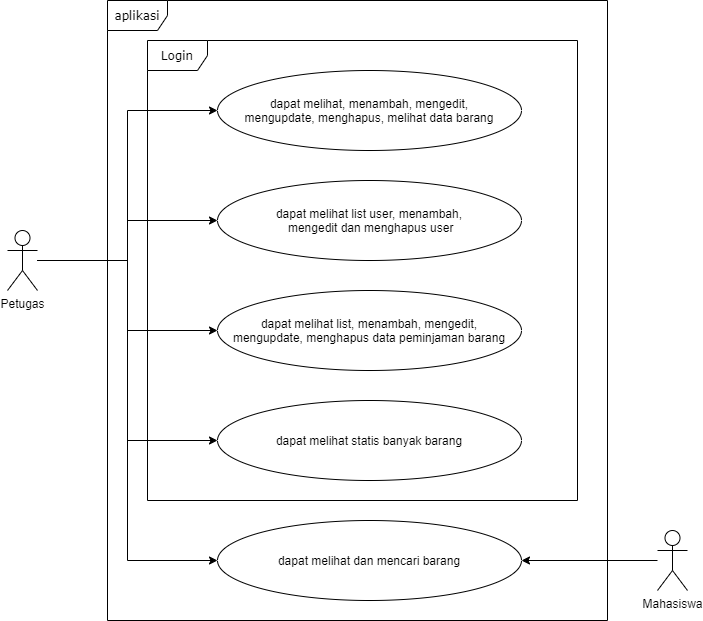 aplikasi
Login
dapat melihat, menambah, mengedit,
mengupdate, menghapus, melihat data barang
dapat melihat list user, menambah,
mengedit dan menghapus user
Petugas
dapat melihat list, menambah, mengedit,
mengupdate, menghapus data peminjaman barang
dapat melihat statis banyak barang
dapat melihat dan mencari barang
Mahasiswa